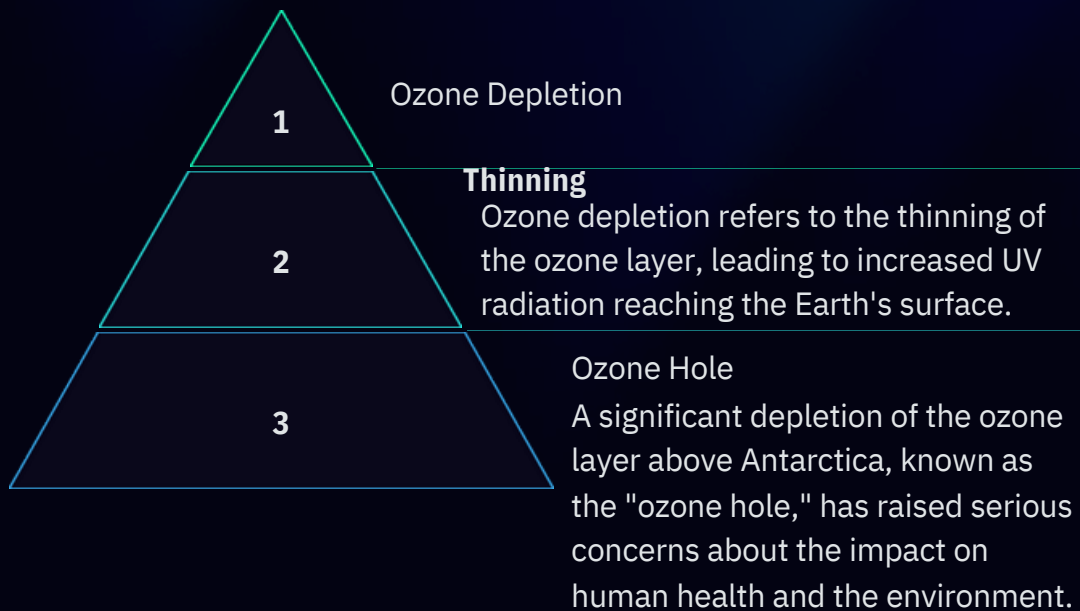 1
Ozone Depletion
Thinning
2
Ozone depletion refers to the thinning of
the ozone layer, leading to increased UV
radiation reaching the Earth's surface.
3
Ozone Hole
A significant depletion of the ozone
layer above Antarctica, known as
the "ozone hole," has raised serious
concerns about the impact on
human health and the environment.